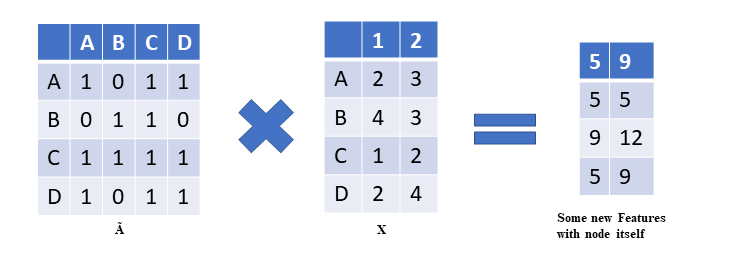 A B C D
A 1 0 1 1
B 0 1 1 0
C 1 1 1 1
D 1 0 1 1
Ã
1 2
A 2 3
B 4 3
C 1 2
D 2 4
X
5 9
5 5
9 12
5 9
Some new Features
with node itself